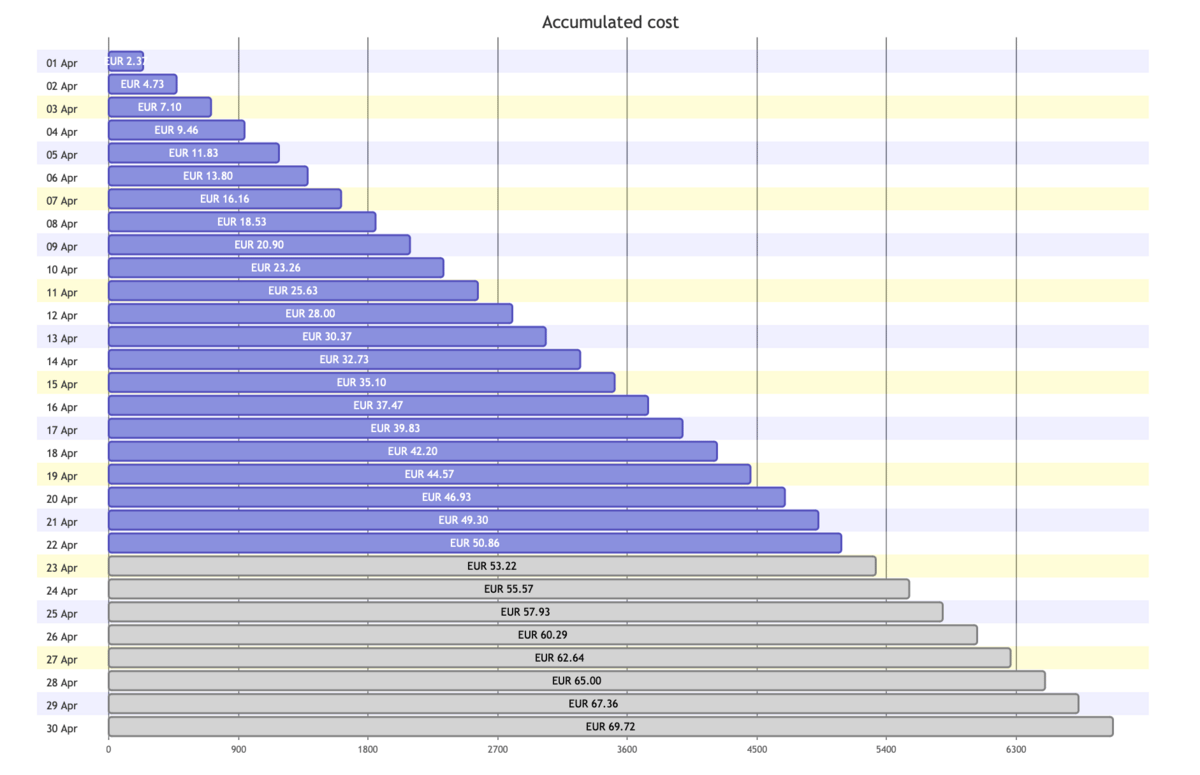 Accumulated cost
01 Apr EUR 2.37
02 Apr EUR 4.73
03 Apr EUR 7.10
04 Apr EUR 9.46
05 Apr EUR 11.83
06 Apr EUR 13.80
07 Apr EUR 16.16
08 Apr EUR 18.53
09 Apr EUR 20.90
10 Apr EUR 23.26
11 Apr EUR 25.63
12 Apr EUR 28.00
13 Apr EUR 30.37
14 Apr EUR 32.73
15 Apr EUR 35.10
16 Apr EUR 37.47
17 Apr EUR 39.83
18 Apr EUR 42.20
19 Apr EUR 44.57
20 Apr EUR 46.93
21 Apr EUR 49.30
22 Apr EUR 50.86
23 Apr EUR 53.22
24 Apr EUR 55.57
25 Apr EUR 57.93
26 Apr EUR 60.29
27 Apr EUR 62.64
28 Apr EUR 65.00
29 Apr EUR 67.36
30 Apr EUR 69.72
0 900 1800 2700 3600 4500 5400 6300